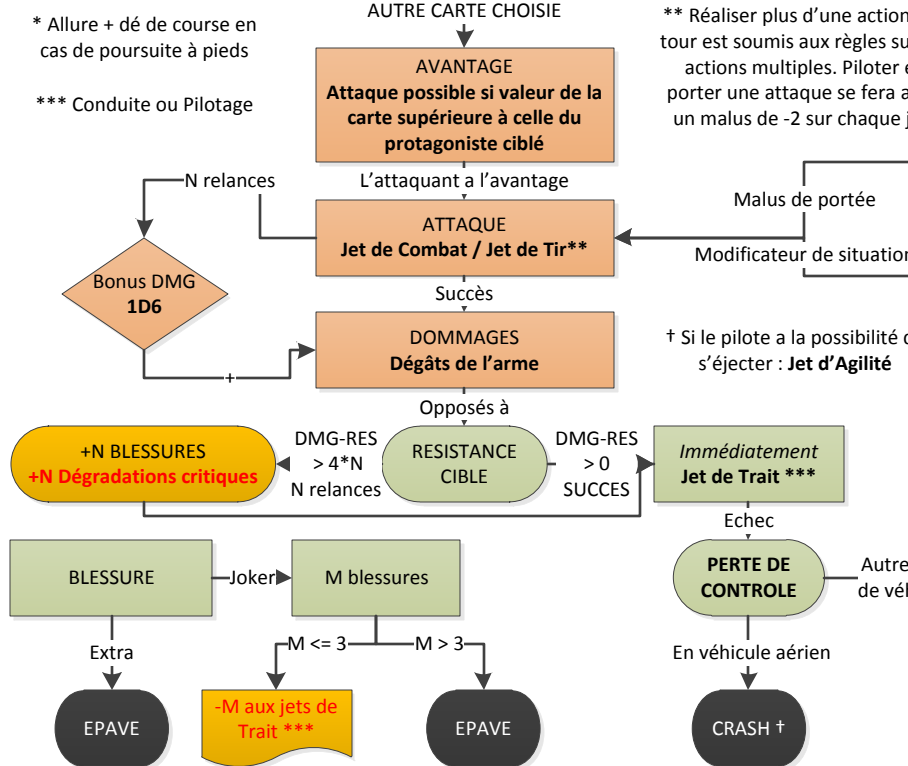 * Allure + dé de course en
cas de poursuite à pieds
*** Conduite ou Pilotage
AUTRE CARTE CHOISIE
** Réaliser plus d'une action
tour est soumis aux règles su
actions multiples. Piloter e
porter une attaque se fera a
un malus de -2 sur chaque j
AVANTAGE
Attaque possible si valeur de la
carte supérieure à celle du
protagoniste ciblé
N relances
L'attaquant a l'avantage
Malus de portée
ATTAQUE
Jet de Combat / Jet de Tir**
Modificateur de situation
Bonus DMG
1D6
Succès
DOMMAGES
Dégâts de l'arme
+
† Si le pilote a la possibilité d
s'éjecter : Jet d'Agilité
Opposés à
+N BLESSURES
+N Dégradations critiques
DMG-RES
> 4*N
N relances
RESISTANCE
CIBLE
DMG-RES
> 0
SUCCES
Immédiatement
Jet de Trait ***
Echec
BLESSURE
Joker
M blessures
PERTE DE
CONTROLE
Autre
de vél
M <= 3
M > 3
Extra
En véhicule aérien
EPAVE
-M aux jets de
Trait ***
EPAVE
CRASH †